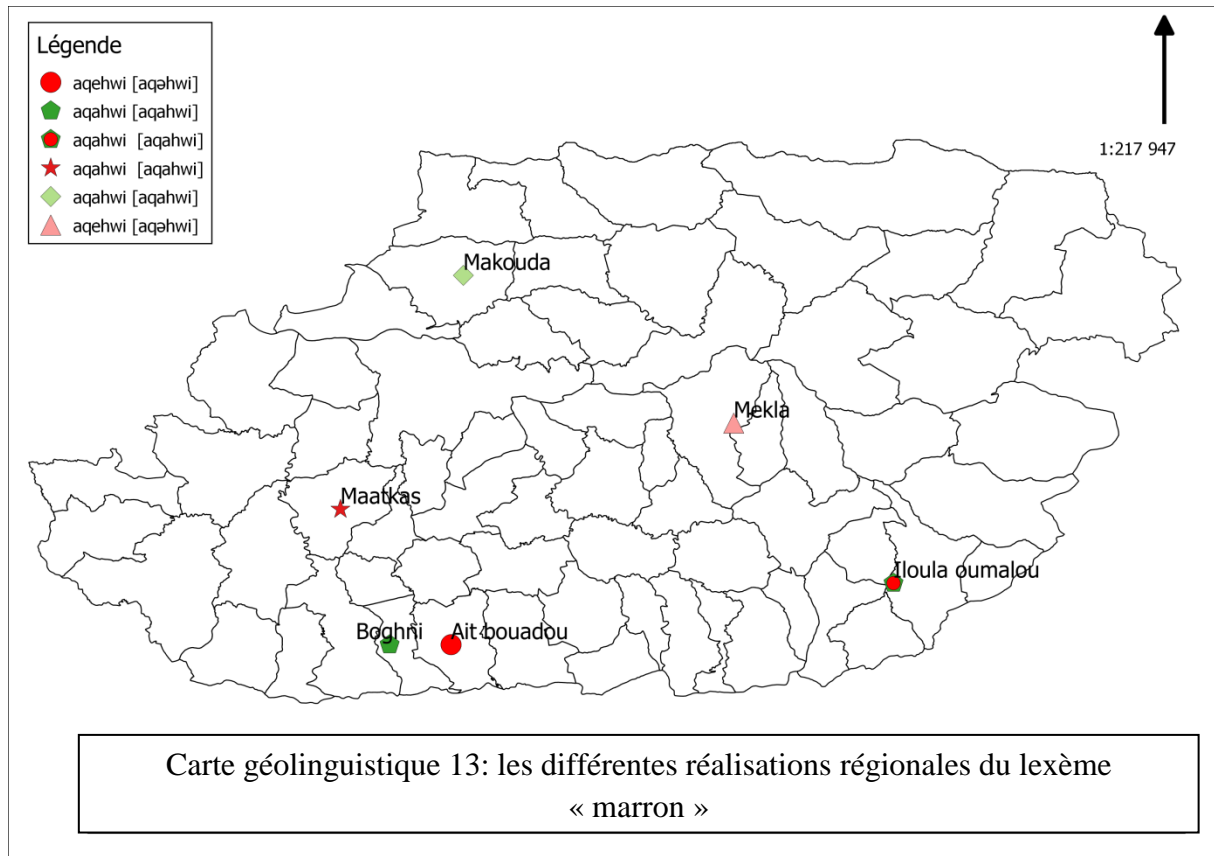 Légende
aqehwi [aqəhwi]
aqahwi [aqahwi]
aqahwi [aqahwi]
aqahwi [aqahwi]
aqahwi [aqahwi]
aqehwi [aqəhwi]
1:217 947
Makouda
Mekla
Maatkas
Iloula oumalou
Boghni
Ait bouadou
Carte géolinguistique 13: les différentes réalisations régionales du lexème
« marron »